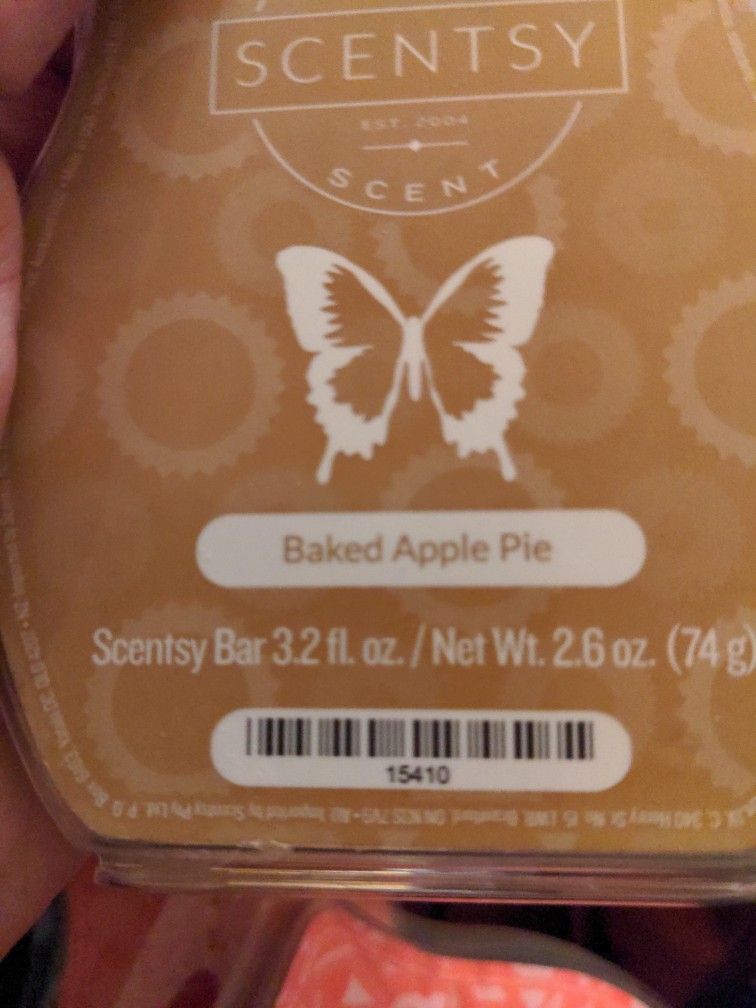 SCENTSY
EST. 2004
SCENT
Baked Apple Pie
Scentsy Bar 3.2 fl. oz. / Net Wt. 2.6 oz. (74 g)
15410